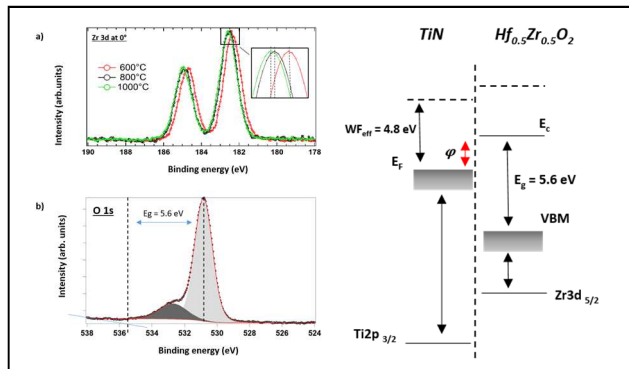 a)
Zr 3d at 0°
600°C
800°C
1000°C
Intensity (arb.units)
190 188 186 184 182 180 178
Binding energy (eV)
b)
O 1s
Eg = 5.6 eV
Intensity (arb. units)
538 536 534 532 530 528 526 524
Binding energy (eV)
TiN
Hf0.5Zr0.5O2
WFeff = 4.8 eV
φ
EF
Ec
Eg = 5.6 eV
VBM
Zr3d 5/2
Ti2p 3/2